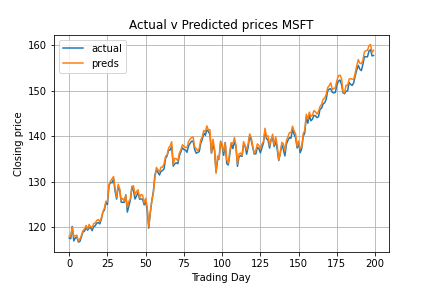 Actual v Predicted prices MSFT
actual
preds
160
150
140
130
120
Closing price
0 25 50 75 100 125 150 175 200
Trading Day